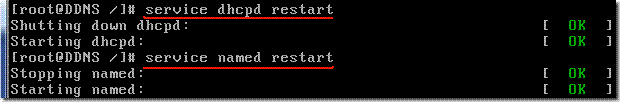 [root@DDNS /]# service dhcpd restart
Shutting down dhcpd: [ OK ]
Starting dhcpd: [ OK ]
[root@DDNS /]# service named restart
Stopping named: [ OK ]
Starting named: [ OK ]